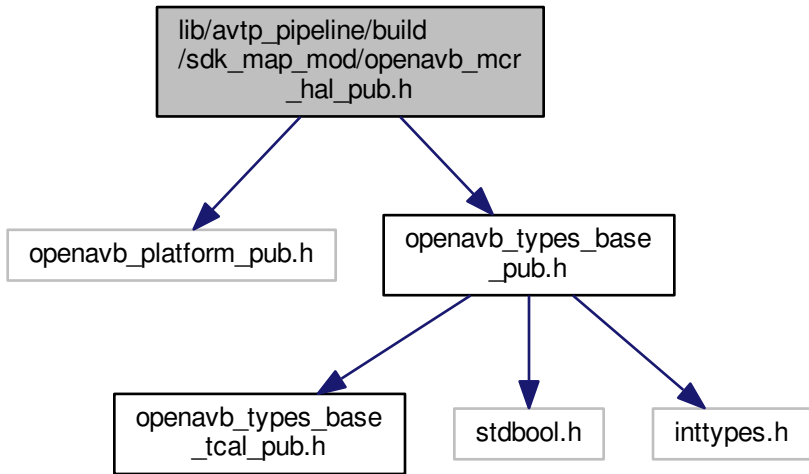 lib/avtp_pipeline/build
/sdk_map_mod/openavb_mcr
_hal_pub.h
openavb_platform_pub.h
openavb_types_base
_pub.h
openavb_types_base
_tcal_pub.h
stdbool.h
inttypes.h